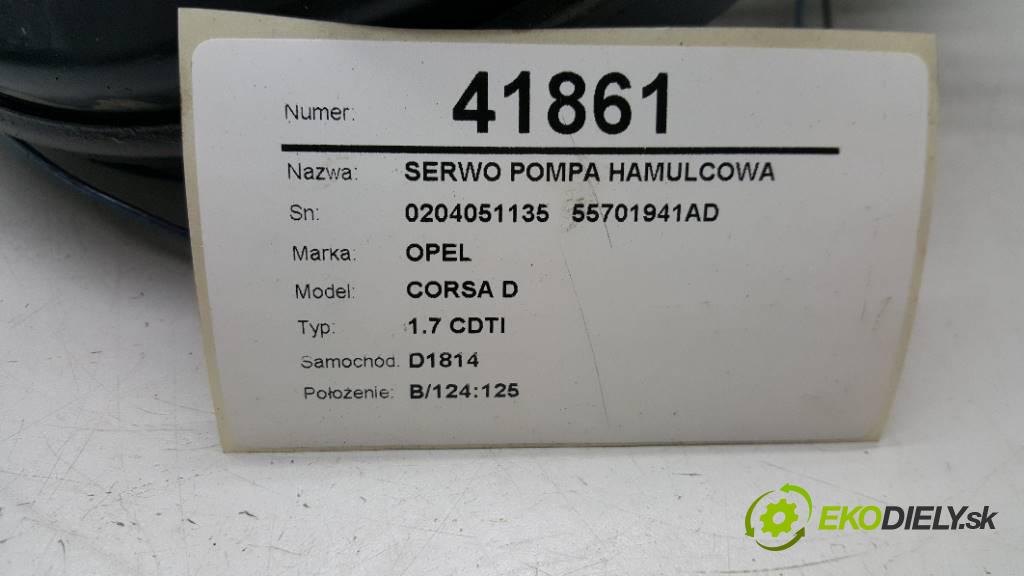 Numer: 41861
Nazwa: SERWO POMPA HAMULCOWA
Sn: 0204051135 55701941AD
Marka: OPEL
Model: CORSA D
Typ: 1.7 CDTI
Samochód. D1814
Położenie: B/124:125
EKODIELY.sk